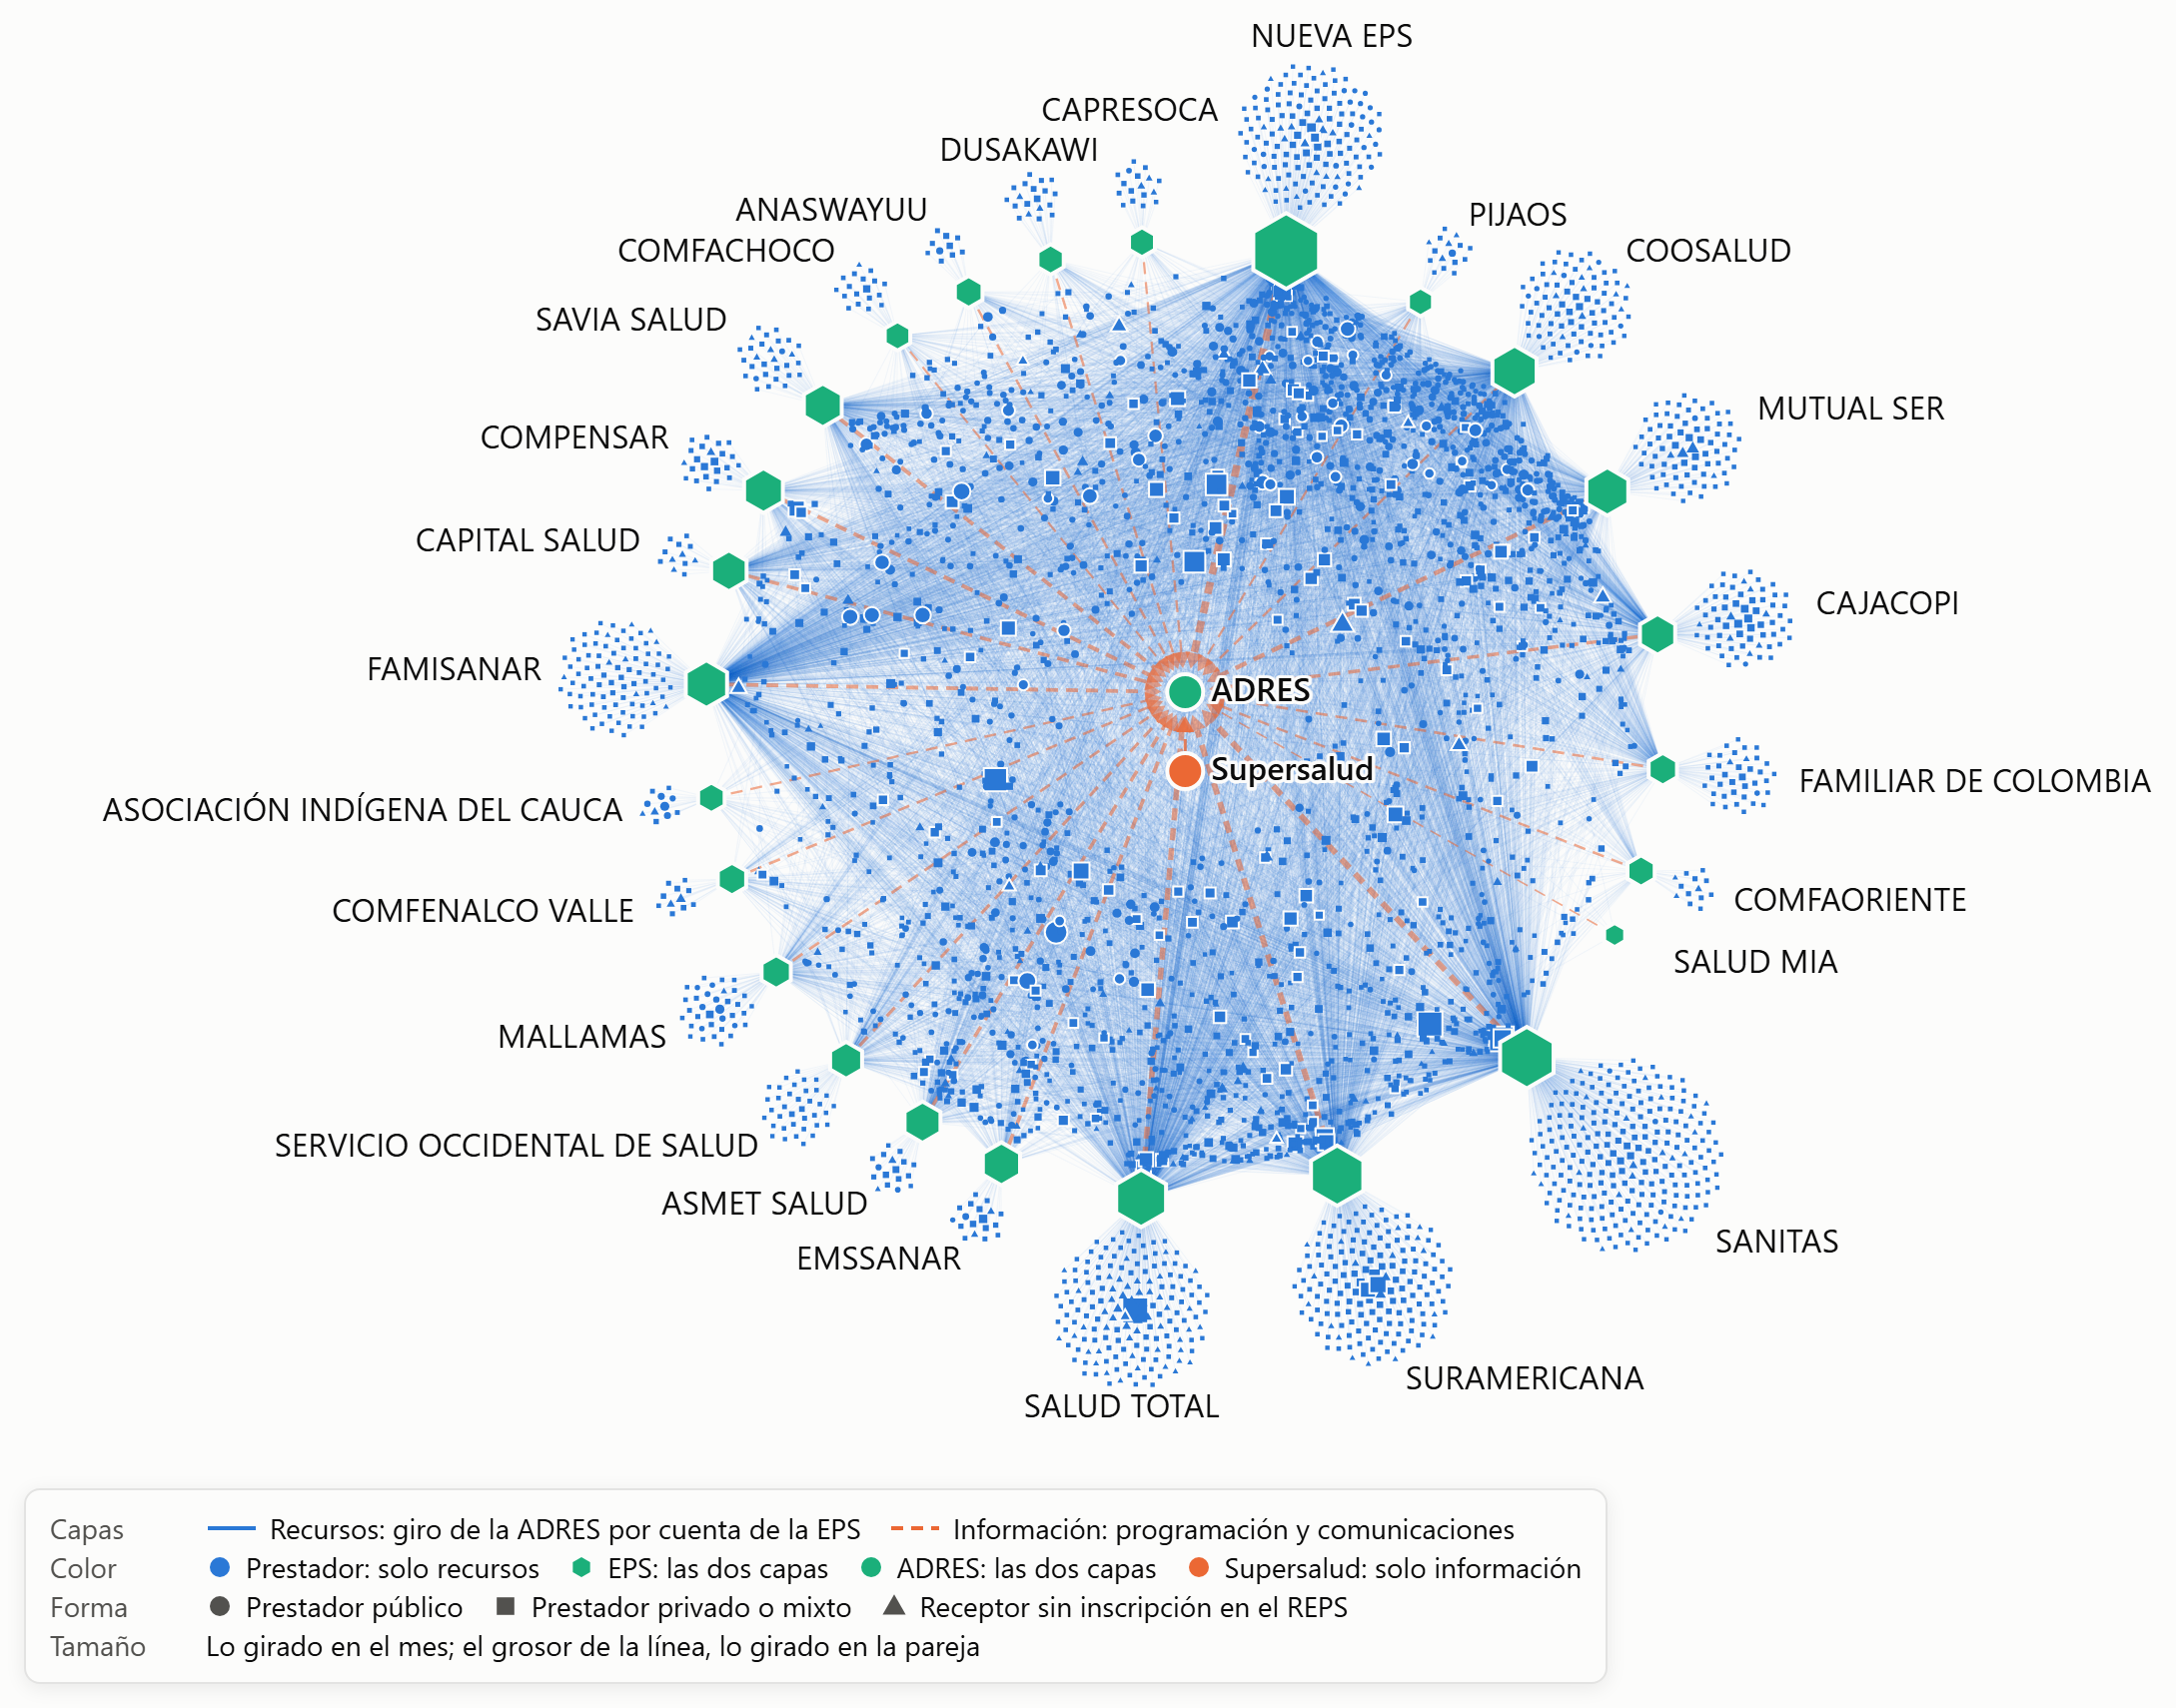 NUEVA EPS
CAPRESOCA
DUSAKAWI
ANASWAYUU
PIJAOS
COMFACHOCO
COOSALUD
SAVIA SALUD
MUTUAL SER
COMPENSAR
CAPITAL SALUD
CAJACOPI
FAMISANAR
ADRES
Supersalud
FAMILIAR DE COLOMBIA
ASOCIACIÓN INDÍGENA DEL CAUCA
COMFAORIENTE
COMFENALCO VALLE
SALUD MIA
MALLAMAS
SERVICIO OCCIDENTAL DE SALUD
ASMET SALUD
SANITAS
EMSSANAR
SURAMERICANA
SALUD TOTAL
Capas Recursos: giro de la ADRES por cuenta de la EPS Información: programación y comunicaciones
Color Prestador: solo recursos EPS: las dos capas ADRES: las dos capas Supersalud: solo información
Forma Prestador público Prestador privado o mixto Receptor sin inscripción en el REPS
Tamaño Lo girado en el mes; el grosor de la línea, lo girado en la pareja